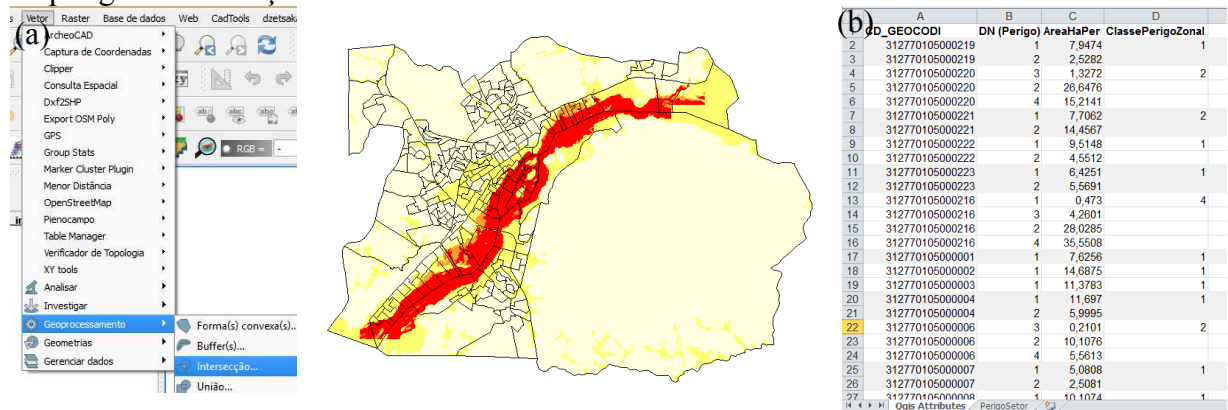 Vetor Raster Base de dados Web CadTools dzetsaka
(a)
ArcheoCAD
Captura de Coordenadas
Clipper
Consulta Espacial
Dxf2SHP
Export OSM Poly
GPS
Group Stats
Marker Cluster Plugin
Menor Distância
OpenStreetMap
Pienocampo
Table Manager
Verificador de Topologia
XY tools
Analisar
Investigar
Geoprocessamento
Geometrias
Gerenciar dados
Forma(s) convexa(s)...
Buffer(s)...
Intersecção...
União...
RGB = -
(b)
A B C D
1 CD_GEOCODI DN (Perigo) AreaHaPer ClassePerigoZonal
2 312770105000219 1 7,9474 1
3 312770105000219 2 2,5282
4 312770105000220 3 1,3272 2
5 312770105000220 2 26,6476
6 312770105000220 4 15,2141
7 312770105000221 1 7,7062 2
8 312770105000221 2 14,4567
9 312770105000222 1 9,5148 1
10 312770105000222 2 4,5512
11 312770105000223 1 6,4251 1
12 312770105000223 2 5,5691
13 312770105000216 1 0,473 4
14 312770105000216 3 4,2601
15 312770105000216 2 28,0285
16 312770105000216 4 35,5508
17 312770105000001 1 7,6256 1
18 312770105000002 1 14,6875 1
19 312770105000003 1 11,3783 1
20 312770105000004 1 11,697 1
21 312770105000004 2 5,9995
22 312770105000006 3 0,2101 2
23 312770105000006 2 10,1076
24 312770105000006 4 5,5613
25 312770105000007 1 5,0808 1
26 312770105000007 2 2,5081
27 312770105000008 1 10,1074 1
Qgis Attributes PerigoSetor